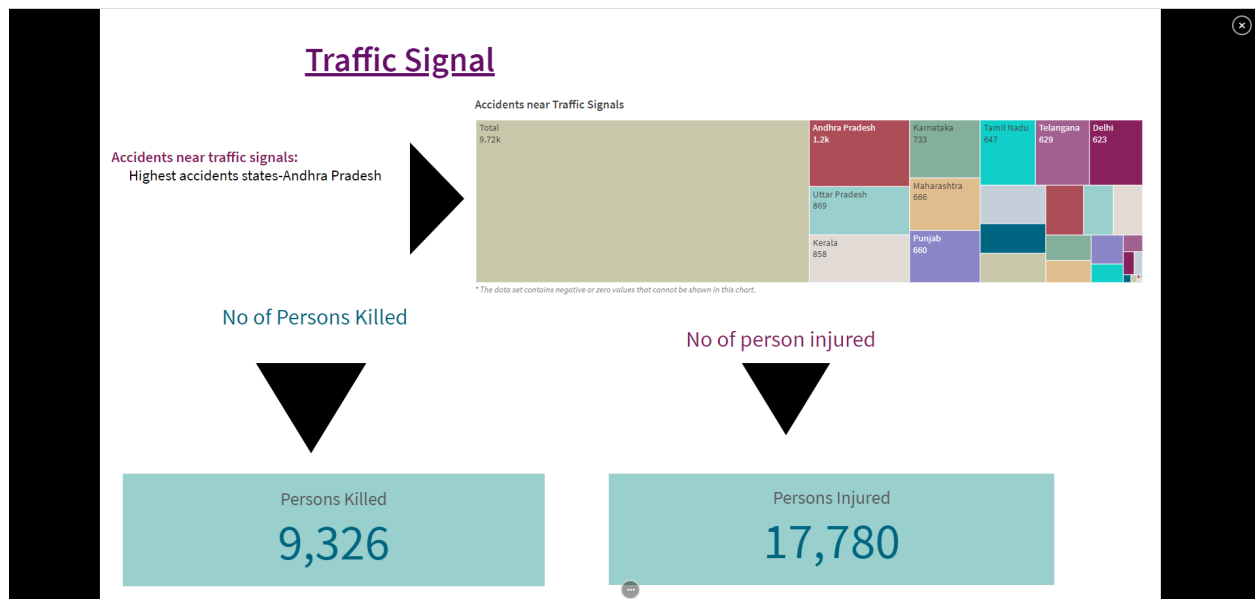 Traffic Signal
Accidents near Traffic Signals
Total
9.72k
Andhra Pradesh
1.2k
Karnataka
733
Tamil Nadu
647
Telangana
629
Delhi
623
Accidents near traffic signals:
Highest accidents states-Andhra Pradesh
Uttar Pradesh
869
Maharashtra
666
Kerala
858
Punjab
660
* The data set contains negative or zero values that cannot be shown in this chart.
No of Persons Killed
No of person injured
Persons Killed
9,326
Persons Injured
17,780